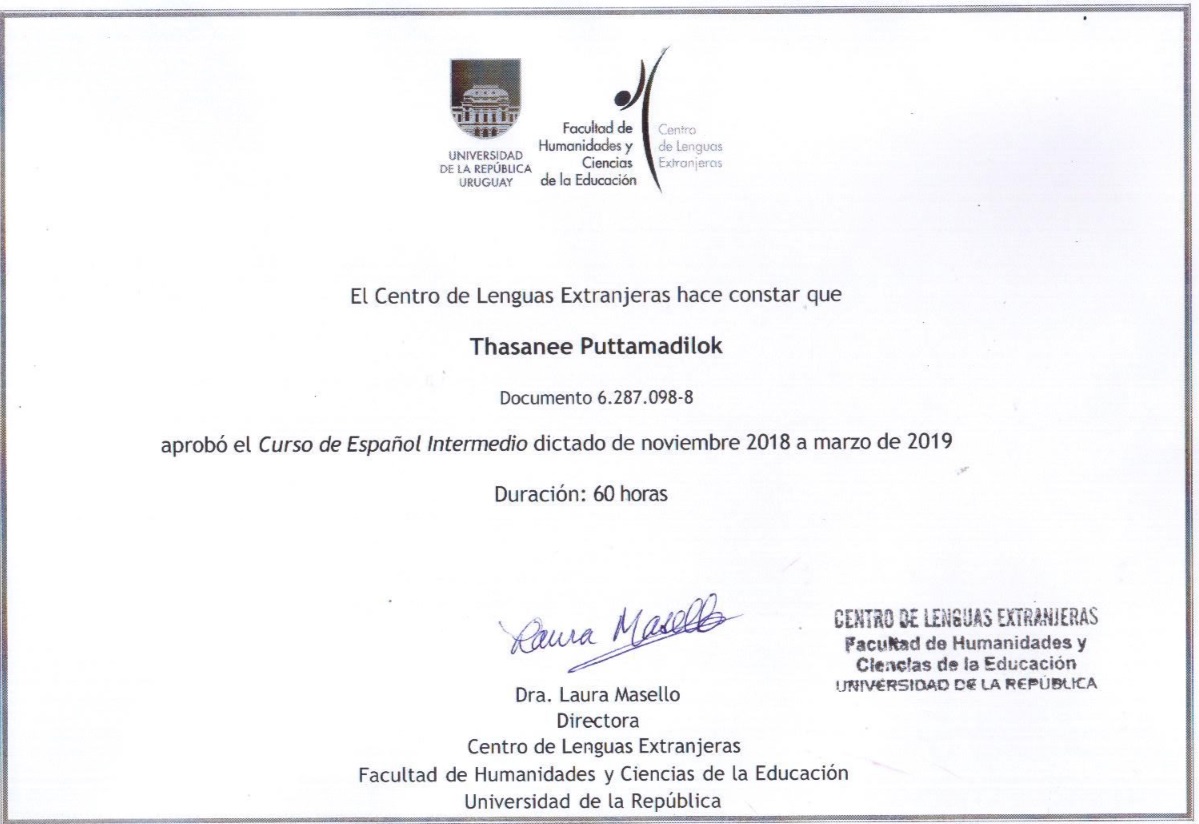 UNIVERSIDAD
DE LA REPÚBLICA
URUGUAY
Facultad de
Humanidades y
Ciencias
de la Educación
Centro
de Lenguas
Extranjeras
El Centro de Lenguas Extranjeras hace constar que
Thasanee Puttamadilok
Documento 6.287.098-8
aprobó el Curso de Español Intermedio dictado de noviembre 2018 a marzo de 2019
Duración: 60 horas
Laura Masello
Dra. Laura Masello
Directora
Centro de Lenguas Extranjeras
Facultad de Humanidades y Ciencias de la Educación
Universidad de la República
CENTRO DE LENGUAS EXTRANJERAS
Facultad de Humanidades y
Ciencias de la Educación
UNIVERSIDAD DE LA REPÚBLICA